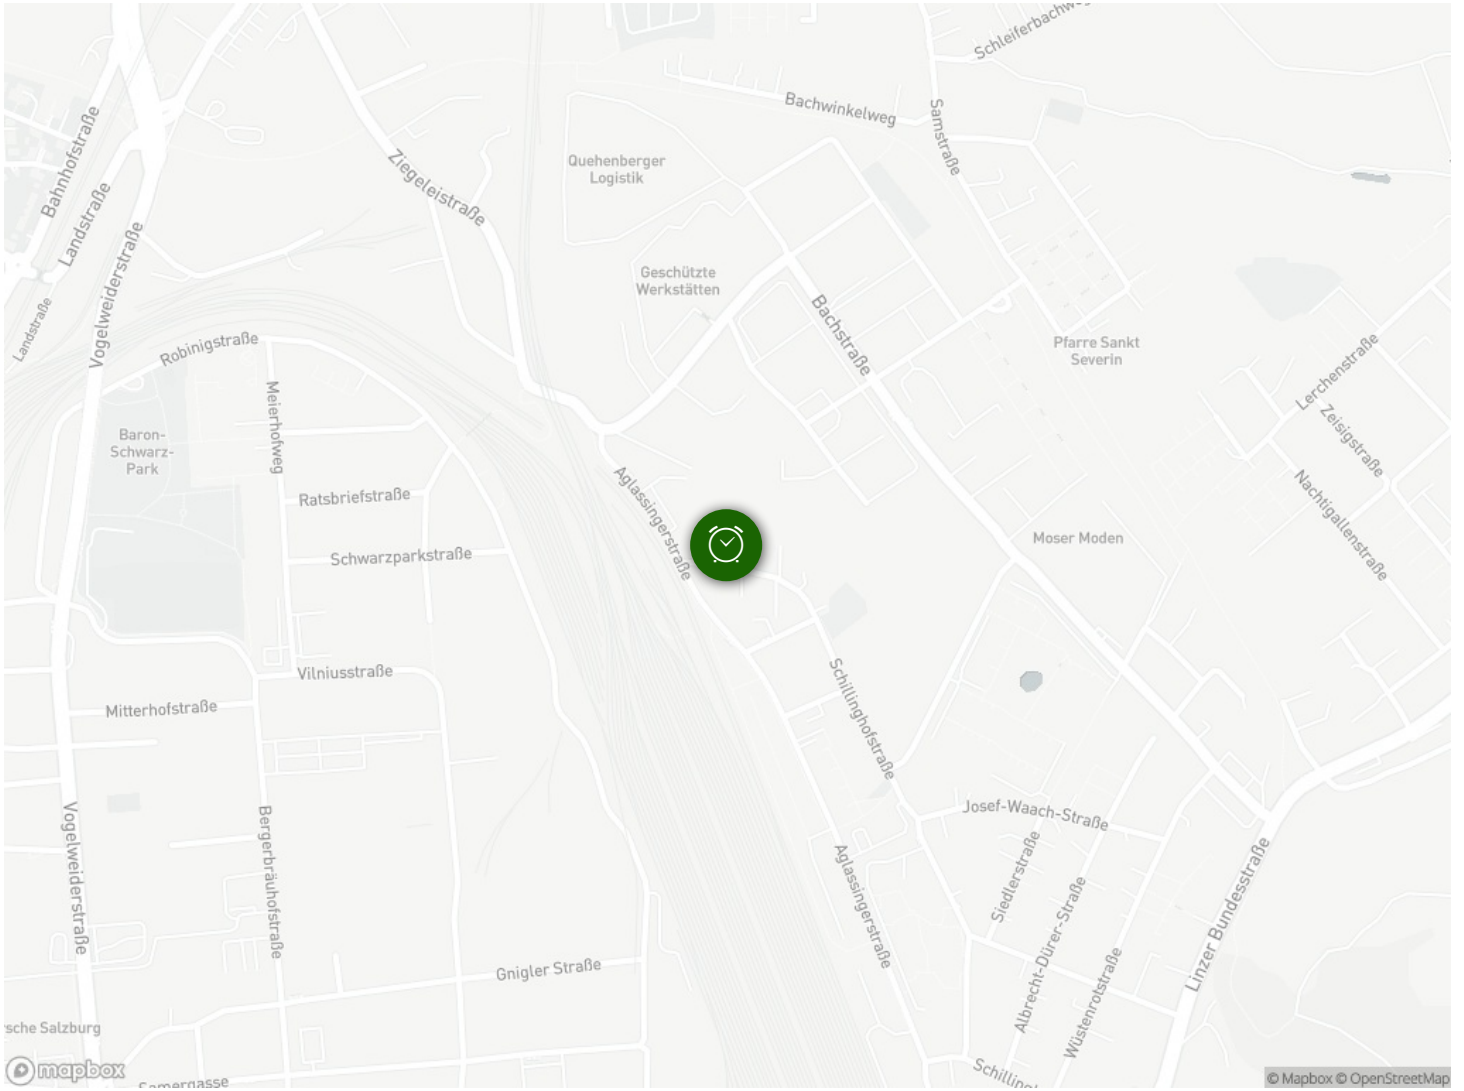 Schleiferbachweg
Bachwinkelweg
Samstraße
Bahnhofstraße
Landstraße
Ziegeleistraße
Quehenberger
Logistik
Vogelweiderstraße
Geschützte
Werkstätten
Landstraße
Bachstraße
Robinigstraße
Pfarre Sankt
Severin
Lerchenstraße
Meierhofweg
Zeisigstraße
Baron-
Schwarz-
Park
Ratsbriefstraße
Aglassingerstraße
Nachtigallenstraße
Moser Moden
Schwarzparkstraße
Vilniusstraße
Schillinghofstraße
Mitterhofstraße
Josef-Waach-Straße
Vogelweiderstraße
Bergerbräuhofstraße
Siedlerstraße
Aglassingerstraße
Linzer Bundesstraße
Albrecht-Dürer-Straße
Wüstenrotstraße
Gnigler Straße
sche Salzburg
mapbox
Samergasse
Schilling
© Mapbox © OpenStreetMap